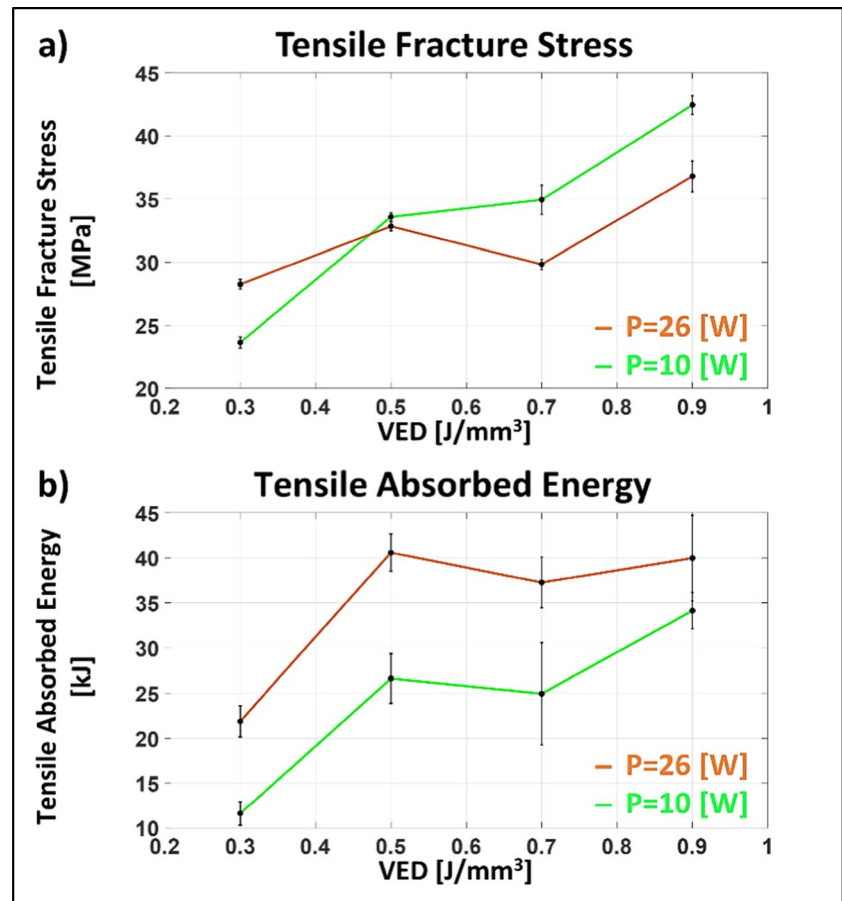 a)
Tensile Fracture Stress
Tensile Fracture Stress
[MPa]
45
40
35
30
25
20
0.2 0.3 0.4 0.5 0.6 0.7 0.8 0.9 1
VED [J/mm³]
P=26 [W]
P=10 [W]
b)
Tensile Absorbed Energy
Tensile Absorbed Energy
[kJ]
45
40
35
30
25
20
15
10
0.2 0.3 0.4 0.5 0.6 0.7 0.8 0.9 1
VED [J/mm³]
P=26 [W]
P=10 [W]